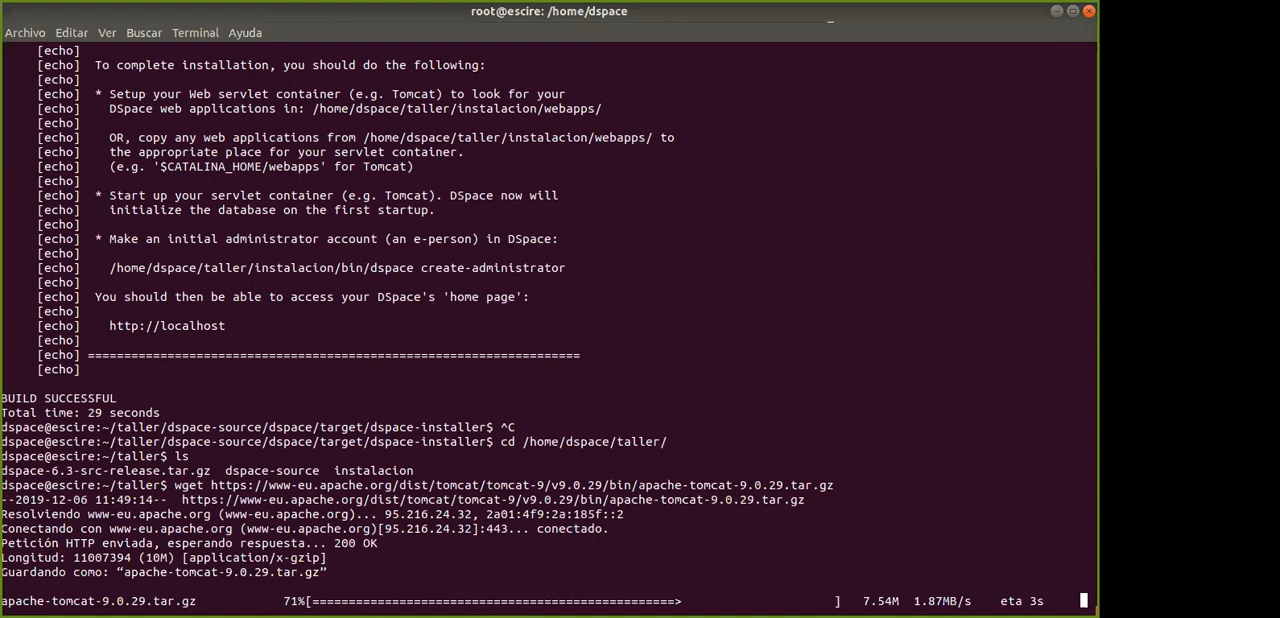 root@escire: /home/dspace
Archivo Editar Ver Buscar Terminal Ayuda
[echo]
[echo] To complete installation, you should do the following:
[echo]
[echo] * Setup your Web servlet container (e.g. Tomcat) to look for your
[echo] DSpace web applications in: /home/dspace/taller/instalacion/webapps/
[echo]
[echo] OR, copy any web applications from /home/dspace/taller/instalacion/webapps/ to
[echo] the appropriate place for your servlet container.
[echo] (e.g. '$CATALINA_HOME/webapps' for Tomcat)
[echo]
[echo] * Start up your servlet container (e.g. Tomcat). DSpace now will
[echo] initialize the database on the first startup.
[echo]
[echo] * Make an initial administrator account (an e-person) in DSpace:
[echo]
[echo] /home/dspace/taller/instalacion/bin/dspace create-administrator
[echo]
[echo] You should then be able to access your DSpace's 'home page':
[echo]
[echo] http://localhost
[echo]
[echo] ====================================================================
[echo]
BUILD SUCCESSFUL
Total time: 29 seconds
dspace@escire:~/taller/dspace-source/dspace/target/dspace-installer$ ^C
dspace@escire:~/taller/dspace-source/dspace/target/dspace-installer$ cd /home/dspace/taller/
dspace@escire:~/taller$ ls
dspace-6.3-src-release.tar.gz dspace-source instalacion
dspace@escire:~/taller$ wget https://www-eu.apache.org/dist/tomcat/tomcat-9/v9.0.29/bin/apache-tomcat-9.0.29.tar.gz
--2019-12-06 11:49:14-- https://www-eu.apache.org/dist/tomcat/tomcat-9/v9.0.29/bin/apache-tomcat-9.0.29.tar.gz
Resolviendo www-eu.apache.org (www-eu.apache.org)... 95.216.24.32, 2a01:4f9:2a:185f::2
Conectando con www-eu.apache.org (www-eu.apache.org)[95.216.24.32]:443... conectado.
Petición HTTP enviada, esperando respuesta... 200 OK
Longitud: 11007394 (10M) [application/x-gzip]
Guardando como: “apache-tomcat-9.0.29.tar.gz”
apache-tomcat-9.0.29.tar.gz 71%[==================================================> ] 7.54M 1.87MB/s eta 3s